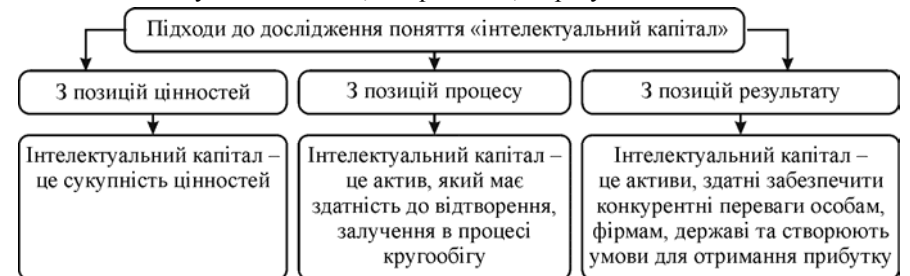 Підходи до дослідження поняття «інтелектуальний капітал»
З позицій цінностей
З позицій процесу
З позицій результату
Інтелектуальний капітал –
це сукупність цінностей
Інтелектуальний капітал –
це актив, який має
здатність до відтворення,
залучення в процесі
кругообігу
Інтелектуальний капітал –
це активи, здатні забезпечити
конкурентні переваги особам,
фірмам, державі та створюють
умови для отримання прибутку